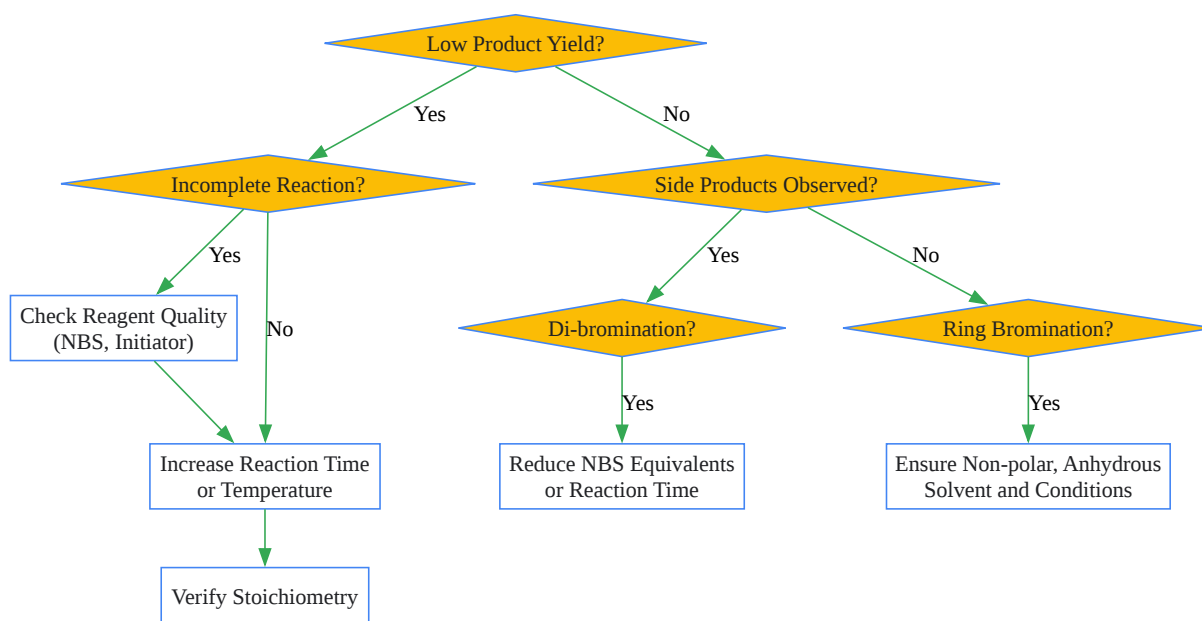 Low Product Yield?
Yes
No
Incomplete Reaction?
Side Products Observed?
Yes
No
Yes
No
Check Reagent Quality
(NBS, Initiator)
Di-bromination?
Ring Bromination?
Yes
Yes
Increase Reaction Time
or Temperature
Reduce NBS Equivalents
or Reaction Time
Ensure Non-polar, Anhydrous
Solvent and Conditions
Verify Stoichiometry